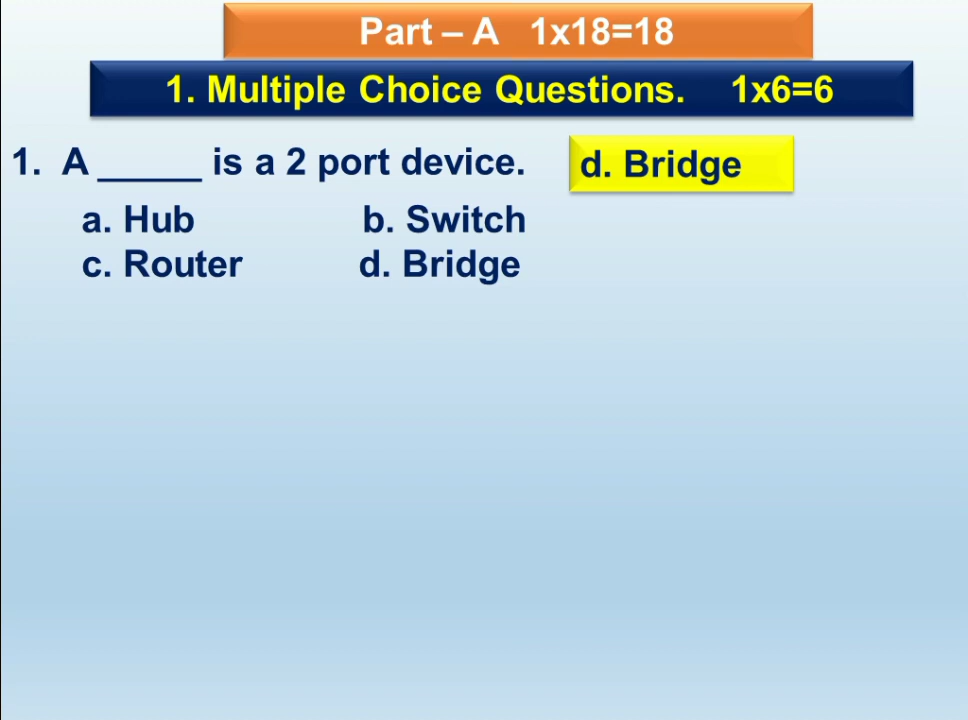 Part – A 1x18=18
1. Multiple Choice Questions. 1x6=6
1. A _____ is a 2 port device. d. Bridge
a. Hub b. Switch
c. Router d. Bridge